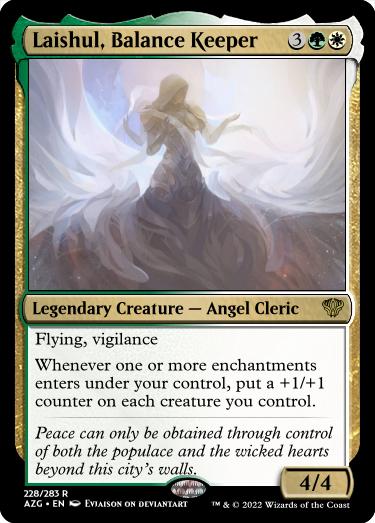 Laishul, Balance Keeper 3
Legendary Creature — Angel Cleric
Flying, vigilance
Whenever one or more enchantments
enters under your control, put a +1/+1
counter on each creature you control.
Peace can only be obtained through control
of both the populace and the wicked hearts
beyond this city's walls.
4/4
228/283 R
AZG • EN Eviaison on deviantart ™ & © 2022 Wizards of the Coast